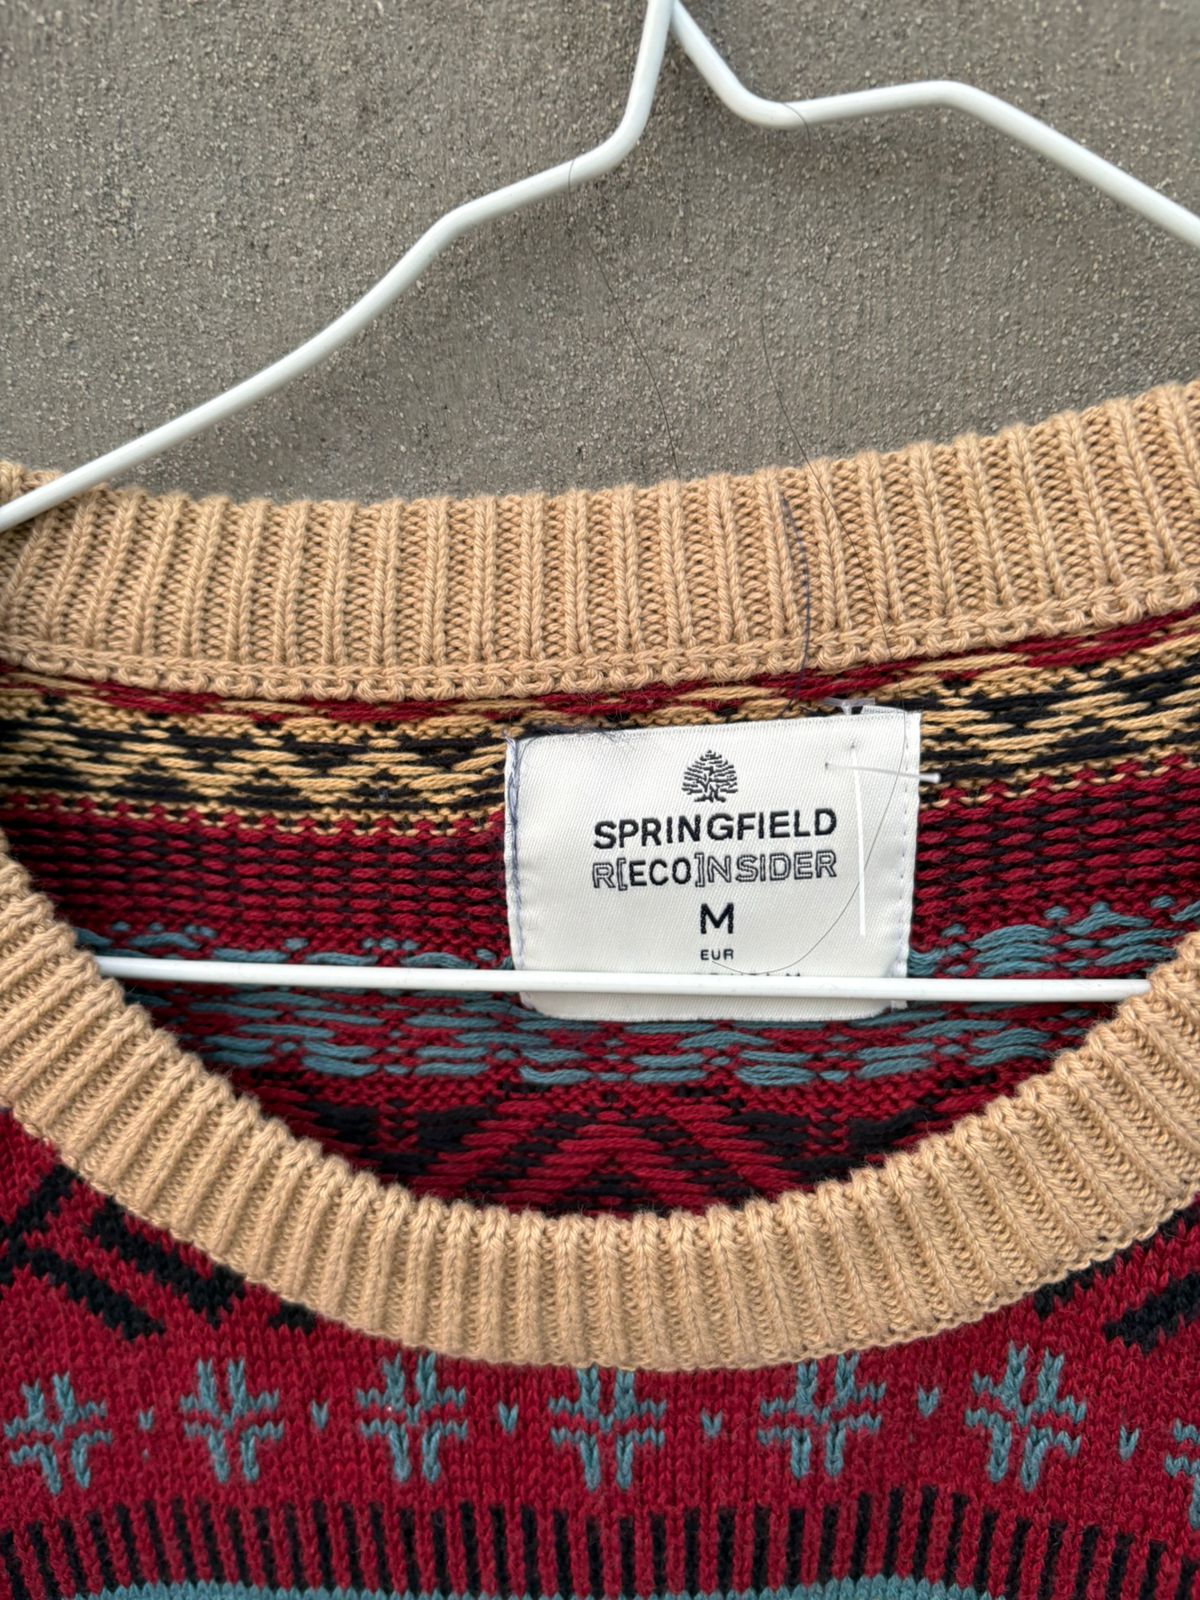 SPRINGFIELD
R[ECO]NSIDER
M
EUR